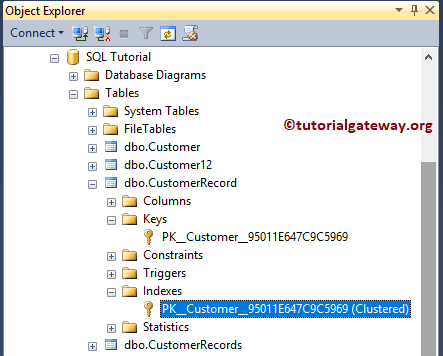 Object Explorer
Connect
SQL Tutorial
Database Diagrams
Tables
System Tables
FileTables
©tutorialgateway.org
dbo.Customer
dbo.Customer12
dbo.CustomerRecord
Columns
Keys
PK__Customer__95011E647C9C5969
Constraints
Triggers
Indexes
PK__Customer__95011E647C9C5969 (Clustered)
Statistics
dbo.CustomerRecords